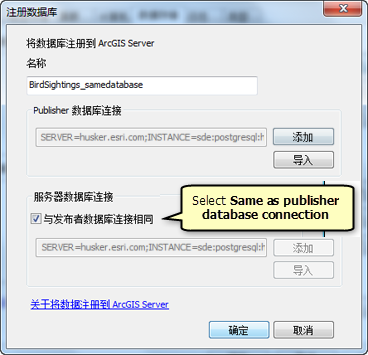 注册数据库
将数据库注册到 ArcGIS Server
名称
BirdSightings_samedatabase
Publisher 数据库连接
SERVER=husker.esri.com;INSTANCE=sde:postgresql:h
添加
导入
服务器数据库连接
与发布者数据库连接相同
Select Same as publisher
database connection
SERVER=husker.esri.com;INSTANCE=sde:postgresql:h
添加
导入
关于将数据注册到 ArcGIS Server
确定
取消